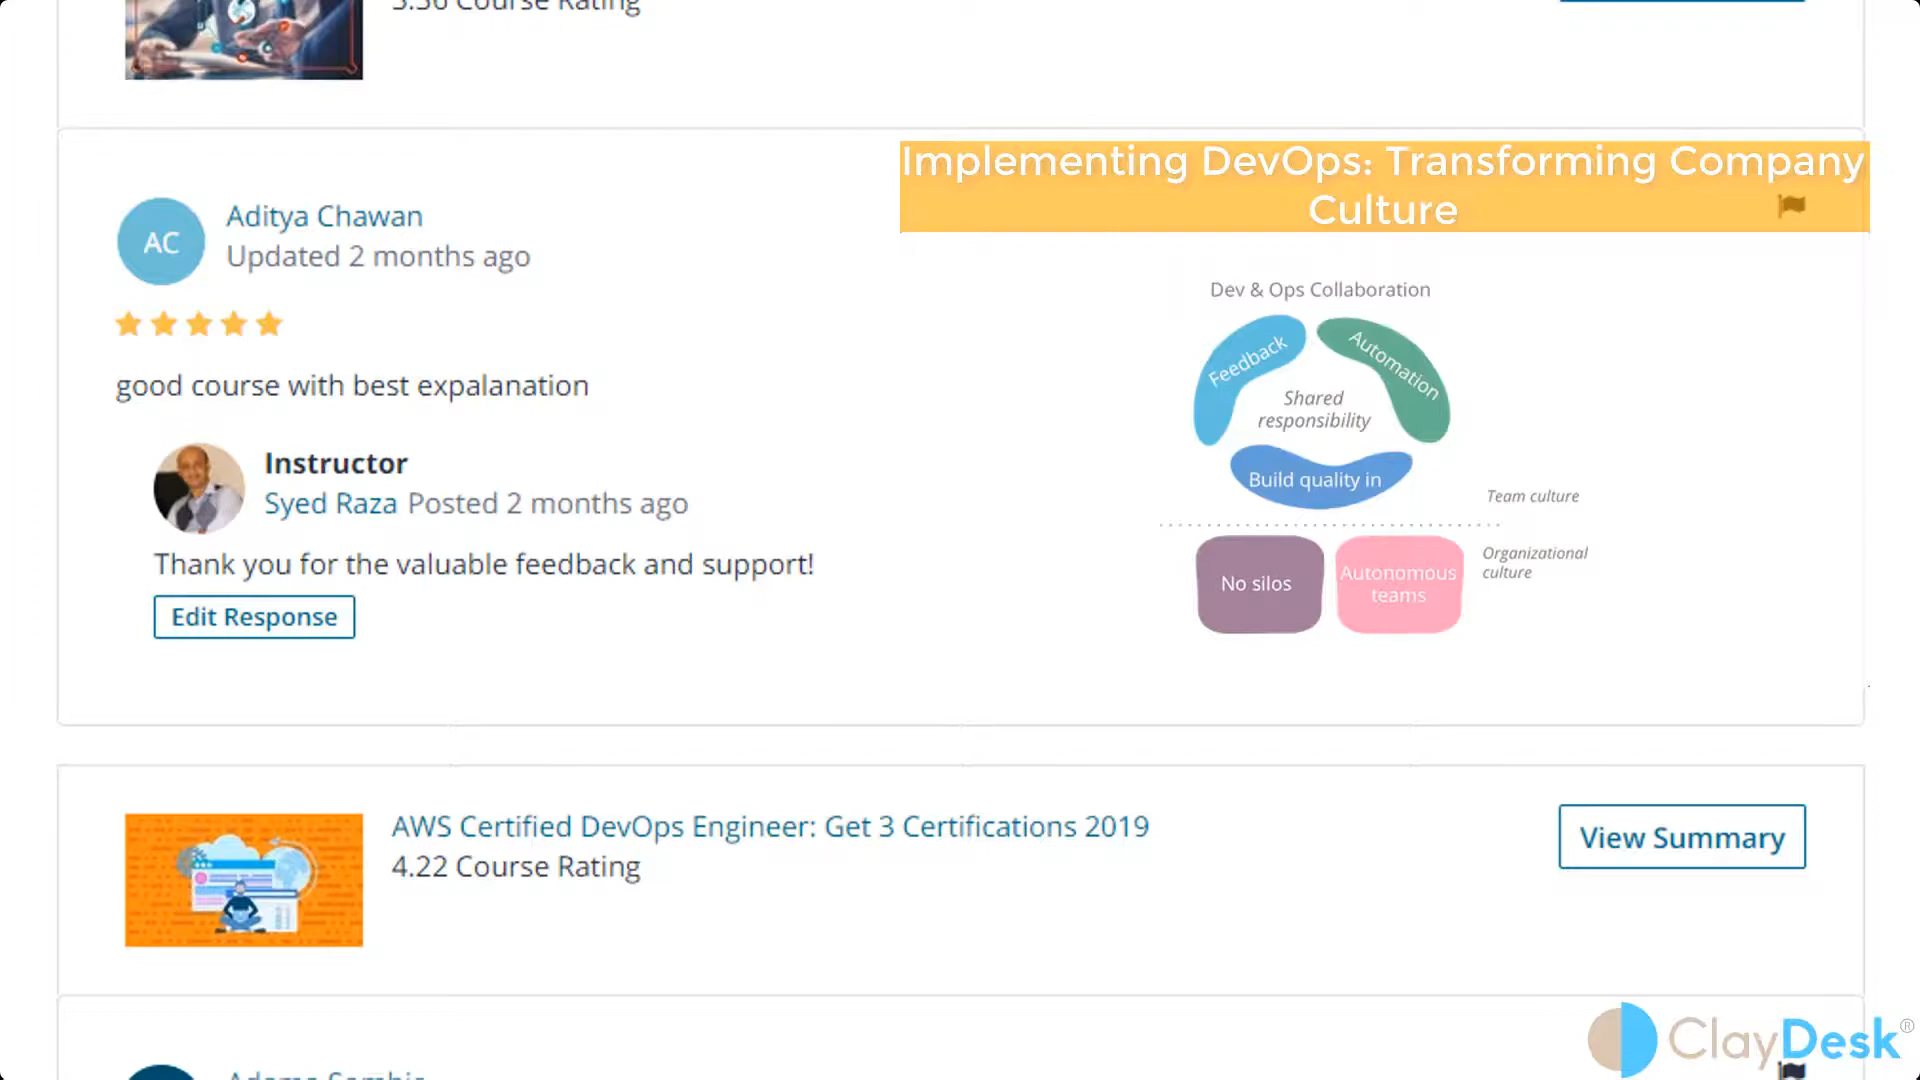 Course Rating
Implementing DevOps: Transforming Company
Culture
AC
Aditya Chawan
Updated 2 months ago
good course with best expalanation
Instructor
Syed Raza Posted 2 months ago
Thank you for the valuable feedback and support!
Edit Response
Dev & Ops Collaboration
Feedback
Automation
Shared
responsibility
Build quality in
Team culture
No silos
Autonomous
teams
Organizational
culture
AWS Certified DevOps Engineer: Get 3 Certifications 2019
4.22 Course Rating
View Summary
ClayDesk®